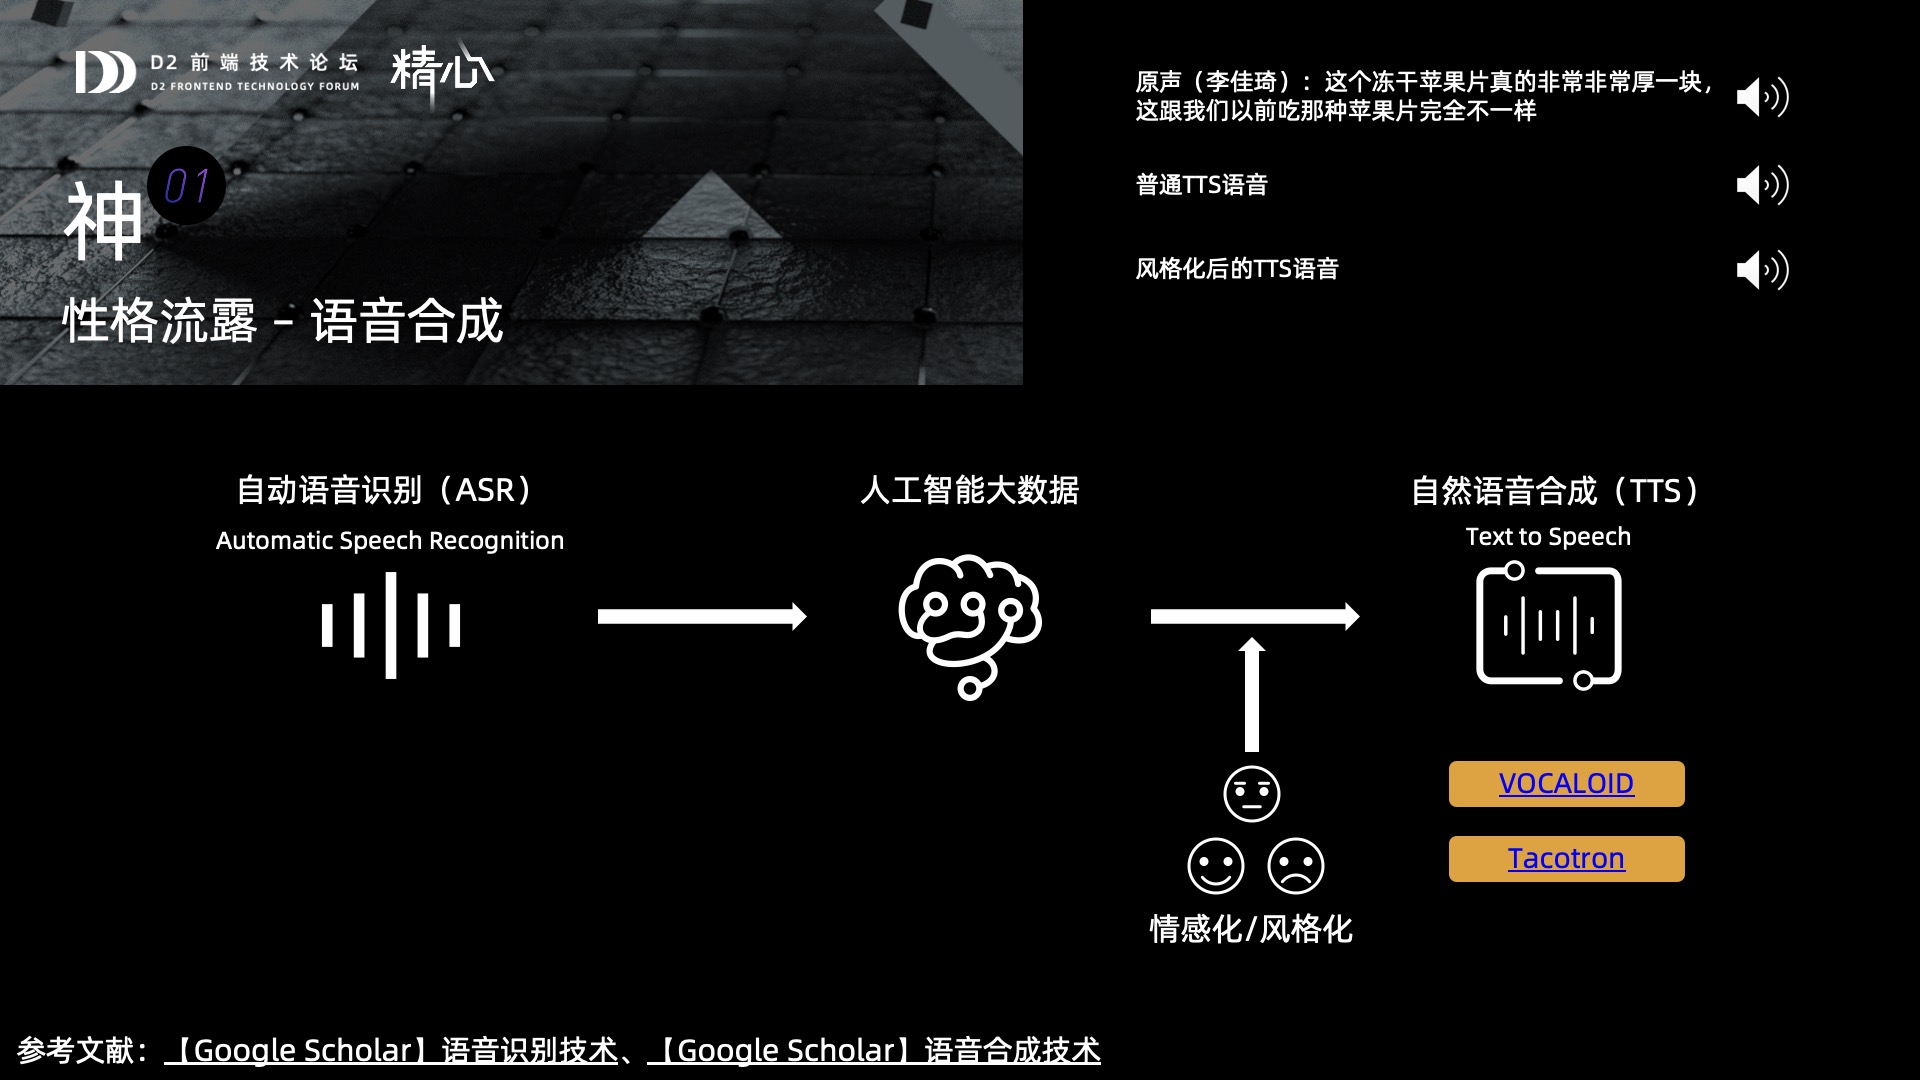 D2 前端技术论坛
D2 FRONTEND TECHNOLOGY FORUM
精心
01
神
性格流露 – 语音合成
原声（李佳琦）：这个冻干苹果片真的非常非常厚一块，
这跟我们以前吃那种苹果片完全不一样
普通TTS语音
风格化后的TTS语音
自动语音识别（ASR）
Automatic Speech Recognition
人工智能大数据
自然语音合成（TTS）
Text to Speech
VOCALOID
Tacotron
情感化/风格化
参考文献：【Google Scholar】语音识别技术、【Google Scholar】语音合成技术